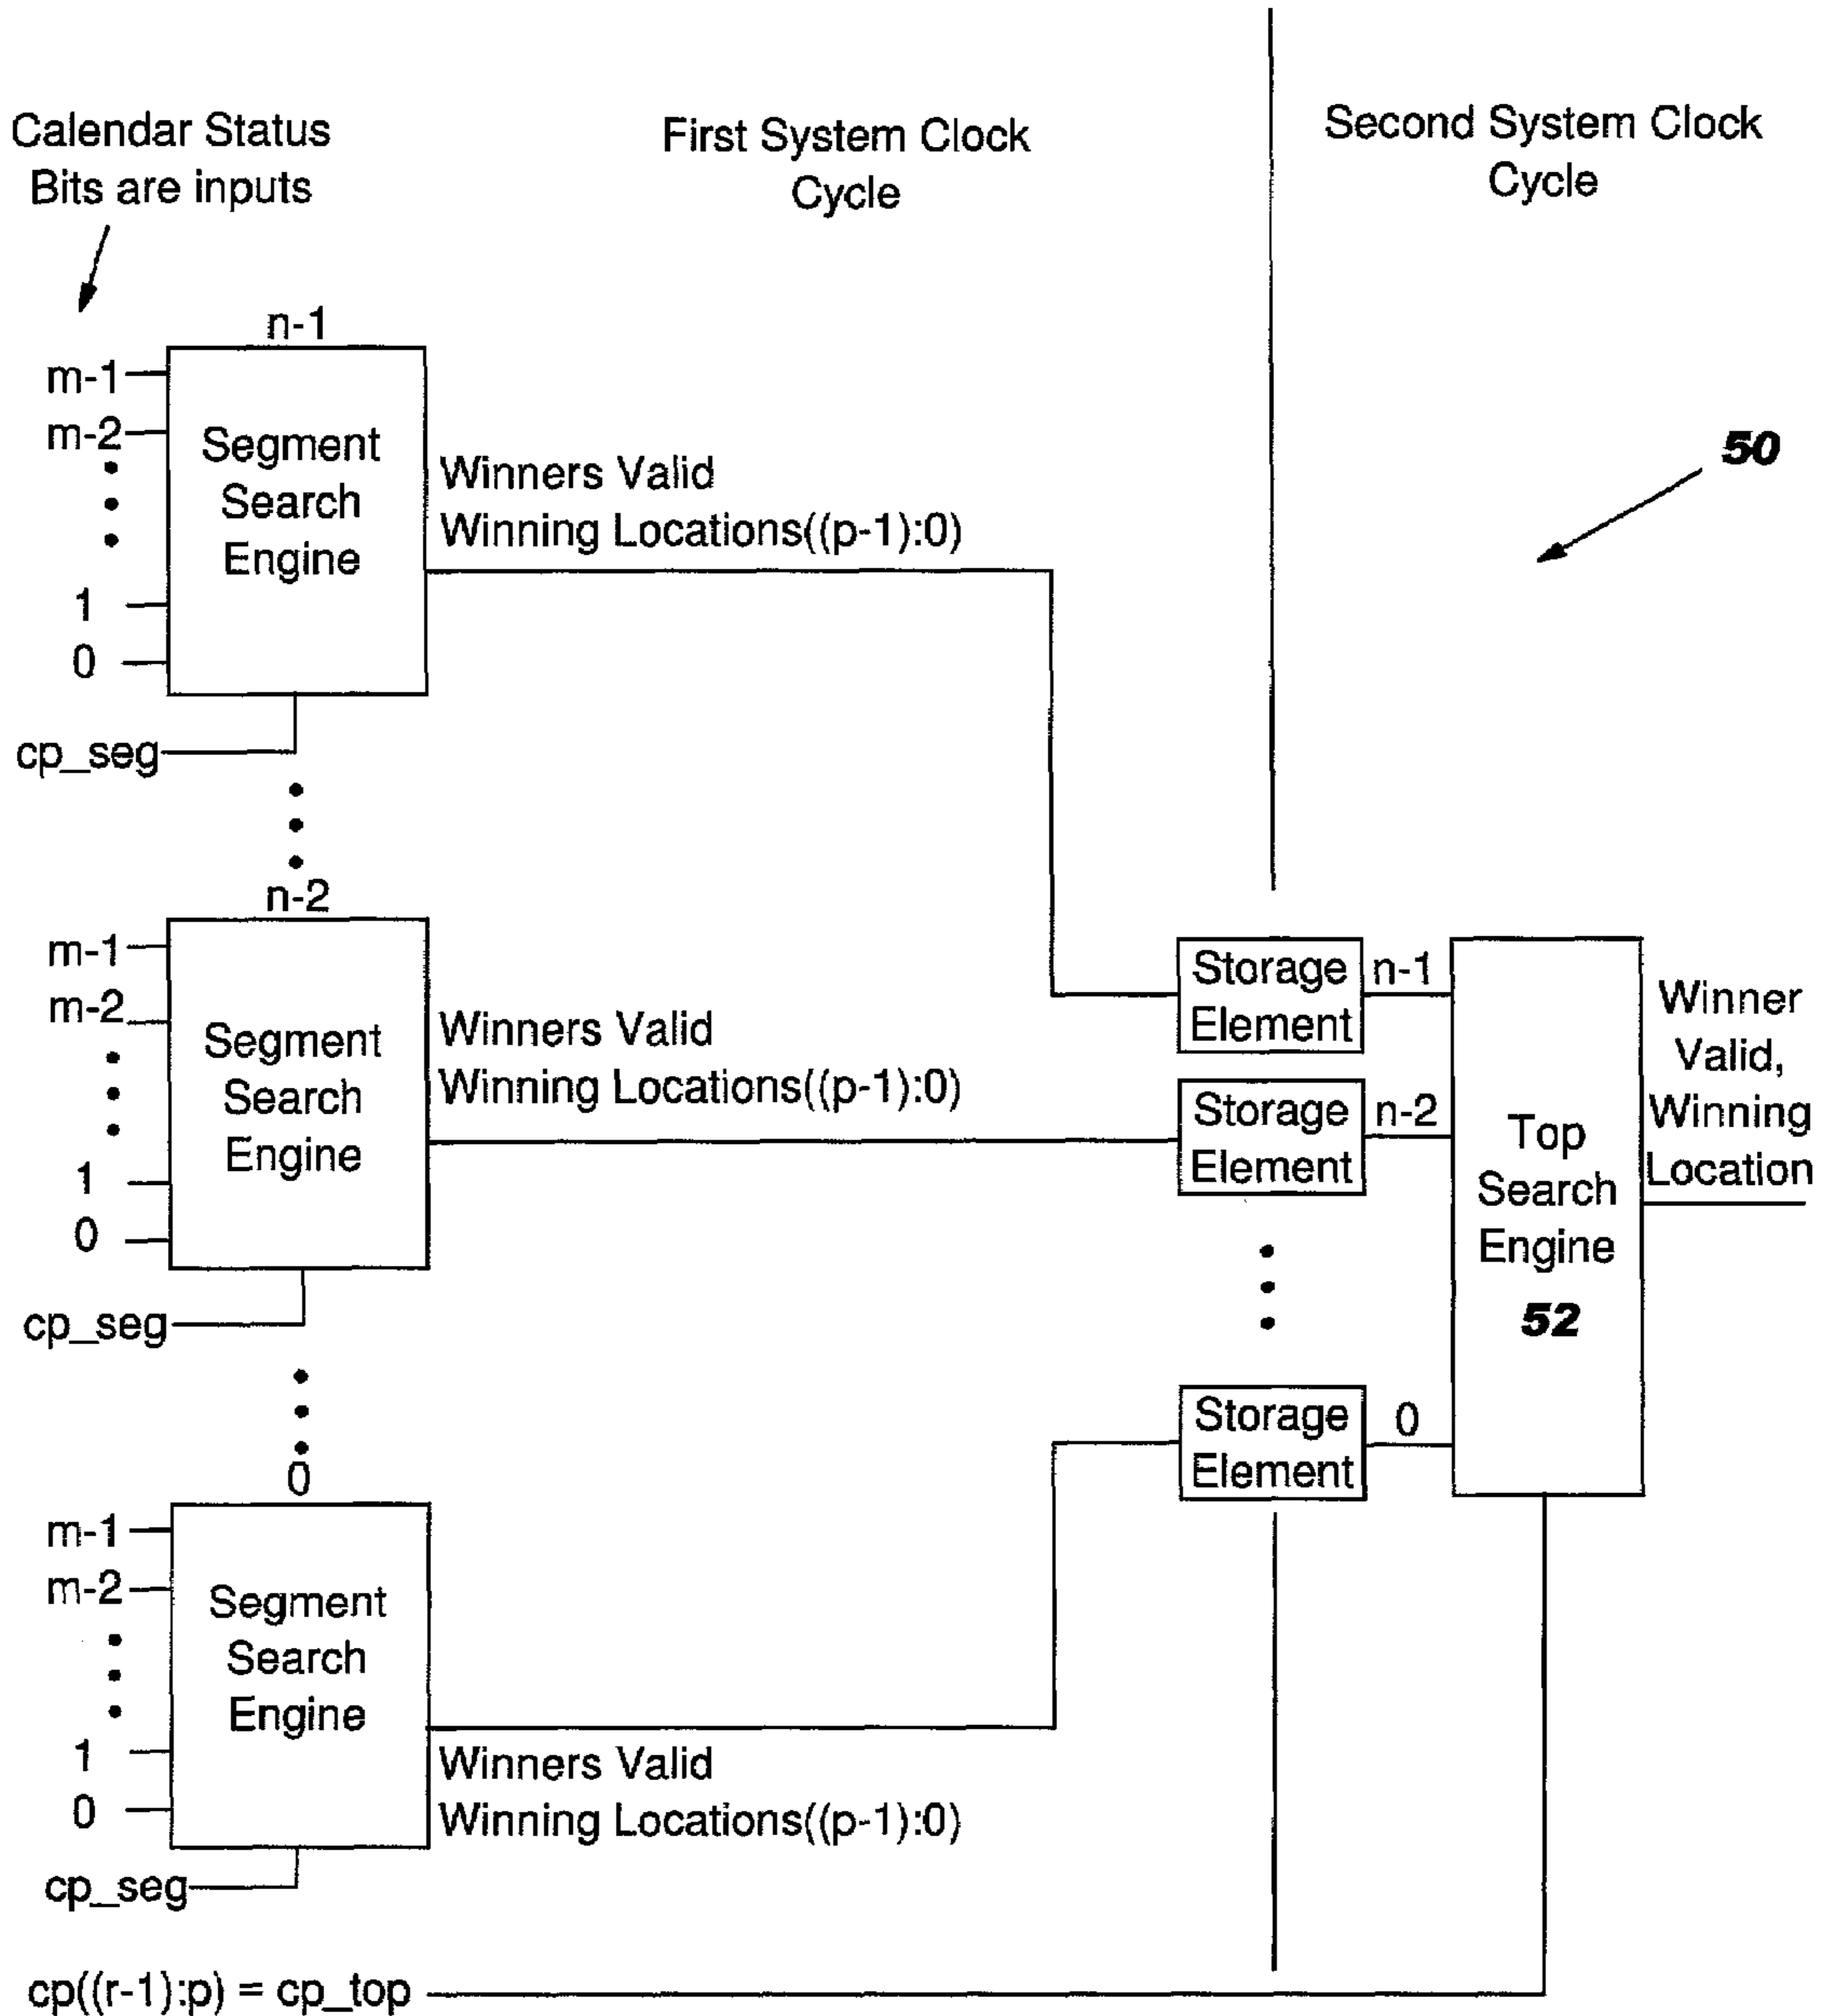 Calendar Status
Bits are inputs
First System Clock
Cycle
Second System Clock
Cycle
50
n-1
m-1
m-2
1
0
Segment
Search
Engine
Winners Valid
Winning Locations((p-1):0)
cp_seg
n-2
m-1
m-2
1
0
Segment
Search
Engine
Winners Valid
Winning Locations((p-1):0)
cp_seg
0
m-1
m-2
1
0
Segment
Search
Engine
Winners Valid
Winning Locations((p-1):0)
cp_seg
Storage
Element
n-1
Storage
Element
n-2
Storage
Element
0
Top
Search
Engine
52
Winner
Valid,
Winning
Location
cp((r-1):p) = cp_top